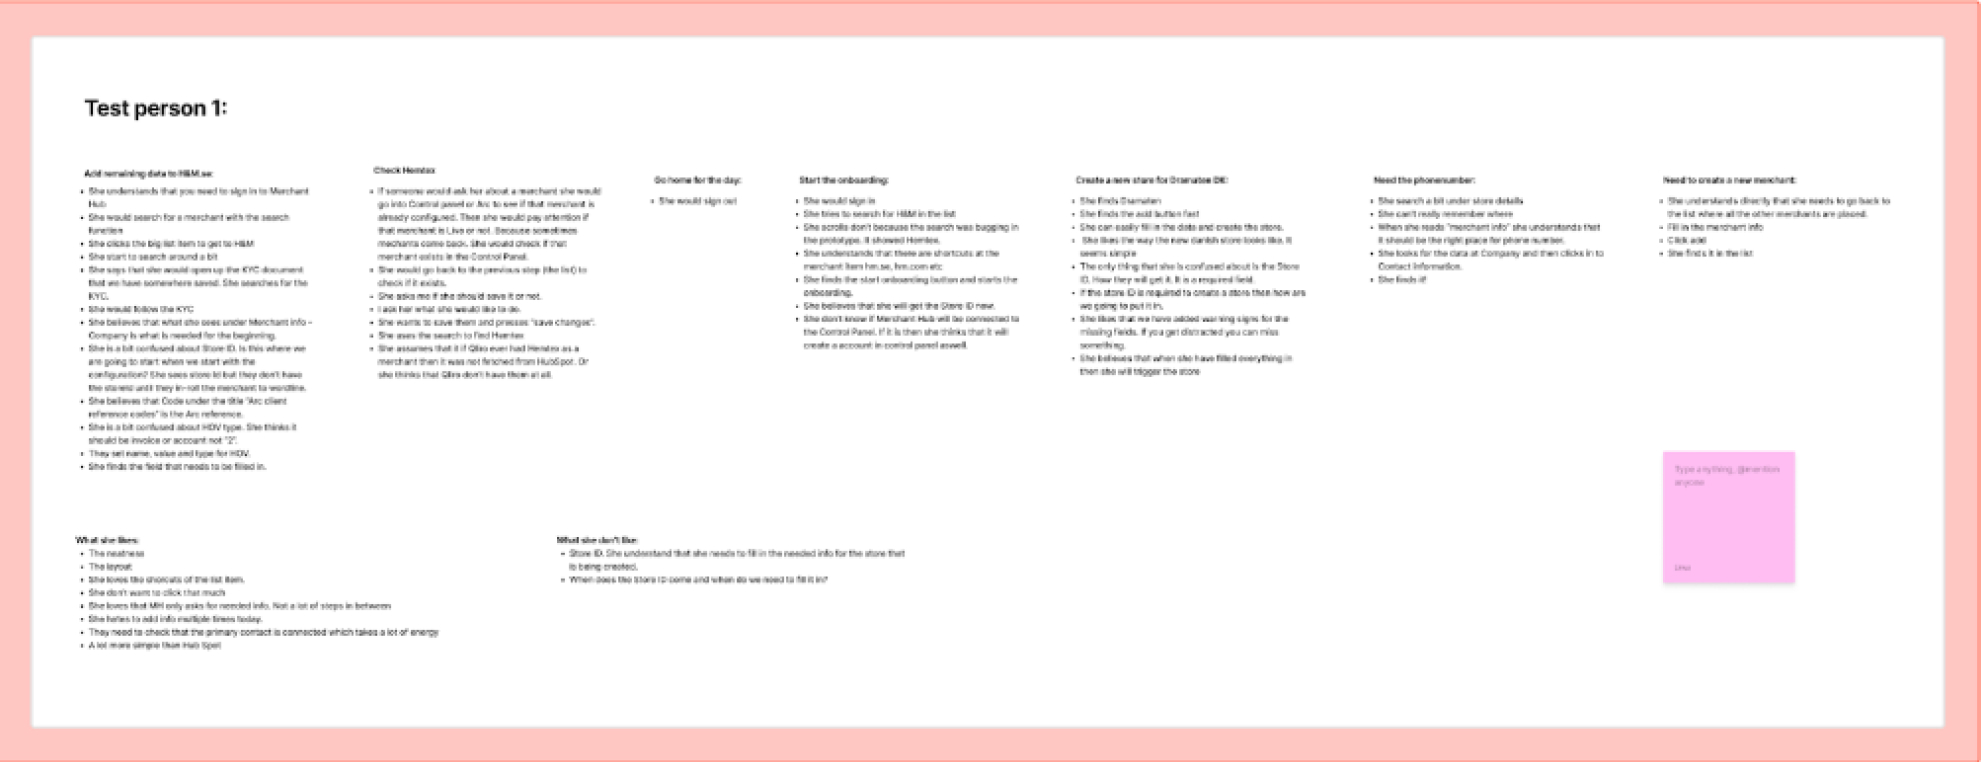 Test person 1:
Add remaining data to H&M.se:
• She understands that you need to sign in to Merchant
Hub
• She would search for a merchant with the search
function
• She clicks the big list item to get to H&M
• She start to search around a bit
• She says that she would open up the KYC document
that we have somewhere saved. She searches for the
KYC.
• She would follow the KYC
• She believes that what she sees under Merchant info -
Company is what is needed for the beginning.
• She is a bit confused about Store ID. Is this where we
are going to start when we start with the
configuration? She sees store id but they don't have
the storeid until they in-roll the merchant to worldline.
• She believes that Code under the title "Arc client
reference codes" is the Arc reference.
• She is a bit confused about HDV type. She thinks it
should be invoice or account not "2".
• They set name, value and type for HDV.
• She finds the field that needs to be filled in.
Check Hemtex
• If someone would ask her about a merchant she would
go into Control panel or Arc to see if that merchant is
already configured. Then she would pay attention if
that merchant is Live or not. Because sometimes
mechants come back. She would check if that
merchant exists in the Control Panel.
• She would go back to the previous step (the list) to
check if it exists.
• She asks me if she should save it or not.
• I ask her what she would like to do.
• She wants to save them and presses "save changes".
• She uses the search to find Hemtex
• She assumes that if Qliro ever had Hemtex as a
merchant then it was not fetched from HubSpot. Or
she thinks that Qliro don't have them at all.
Go home for the day:
• She would sign out
Start the onboarding:
• She would sign in
• She tries to search for H&M in the list
• She scrolls don't because the search was bugging in
the prototype. It showed Hemtex.
• She understands that there are shortcuts at the
merchant item hm.se, hm.com etc
• She finds the start onboarding button and starts the
onboarding.
• She believes that she will get the Store ID now.
• She don't know if Merchant Hub will be connected to
the Control Panel. If it is then she thinks that it will
create a account in control panel aswell.
Create a new store for Dramaten DK:
• She finds Dramaten
• She finds the add button fast
• She can easily fill in the data and create the store.
• She likes the way the new danish store looks like. It
seems simple
• The only thing that she is confused about is the Store
ID. How they will get it. It is a required field.
• If the store ID is required to create a store then how are
we going to put it in.
• She likes that we have added warning signs for the
missing fields. If you get distracted you can miss
something.
• She believes that when she have filled everything in
then she will trigger the store
Need the phonenumber:
• She search a bit under store details
• She can't really remember where
• When she reads "merchant info" she understands that
it should be the right place for phone number.
• She looks for the data at Company and then clicks in to
Contact information.
• She finds it!
Need to create a new merchant:
• She understands directly that she needs to go back to
the list where all the other merchants are placed.
• Fill in the merchant info
• Click add
• She finds it in the list
Type anything, @mention
anyone
What she likes:
• The neatness
• The layout
• She loves the shorcuts of the list item.
• She don't want to click that much
• She loves that MH only asks for needed info. Not a lot of steps in between
• She hates to add info multiple times today.
• They need to check that the primary contact is connected which takes a lot of energy
• A lot more simple than Hub Spot
What she don't like:
• Store ID. She understand that she needs to fill in the needed info for the store that
is being created.
• When does the Store ID come and when do we need to fill it in?